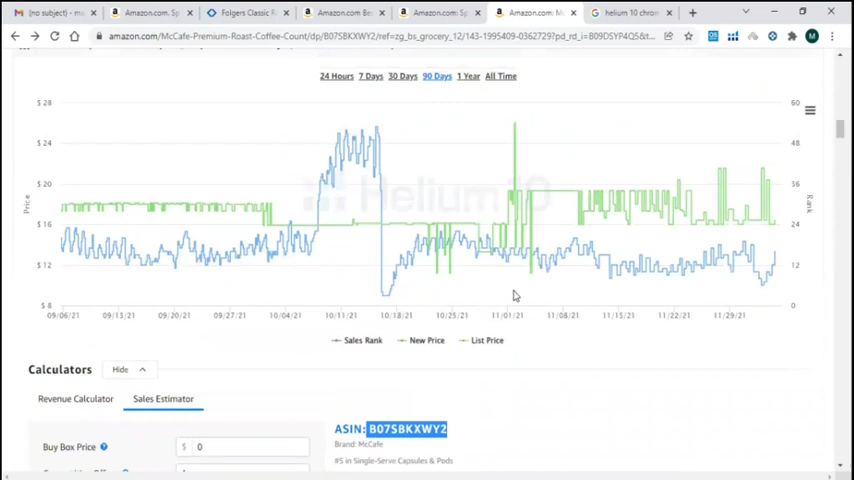 (no subject) - m
Amazon.com: Sp
Folgers Classic R
Amazon.com Be
Amazon.com: Sp
Amazon.com: M
helium 10 chrom
amazon.com/McCafe-Premium-Roast-Coffee-Count/dp/B07SBKXWY2/ref=zg_bs_grocery_12/143-1995409-0362729?pd_rd_i=B09DSYP4QS&t...
M
24 Hours 7 Days 30 Days 90 Days 1 Year All Time
$ 28 60
$ 24 48
$ 20 36
Helium 10
Price Rank
$ 16 24
$ 12 12
$ 8 0
09/06/21 09/13/21 09/20/21 09/27/21 10/04/21 10/11/21 10/18/21 10/25/21 11/01/21 11/08/21 11/15/21 11/22/21 11/29/21
Sales Rank New Price List Price
Calculators Hide
Revenue Calculator Sales Estimator
ASIN: B07SBKXWY2
Buy Box Price ? $ 0
Brand: McCafe
#5 in Single-Serve Capsules & Pods